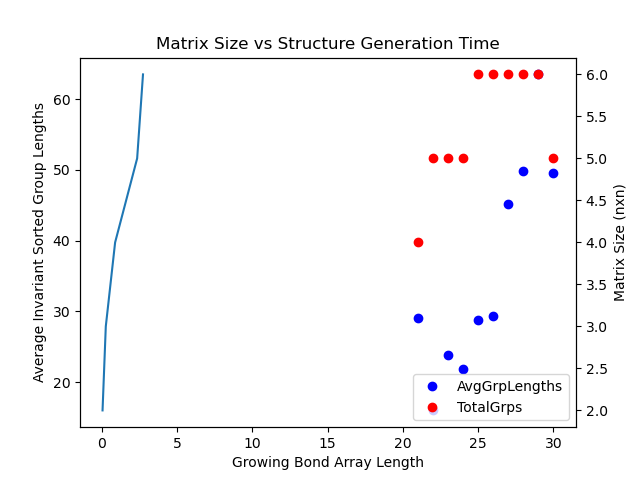 Matrix Size vs Structure Generation Time
Average Invariant Sorted Group Lengths
60
50
40
30
20
6.0
5.5
5.0
4.5
4.0
3.5
3.0
2.5
2.0
Matrix Size (nxn)
AvgGrpLengths
TotalGrps
0 5 10 15 20 25 30
Growing Bond Array Length